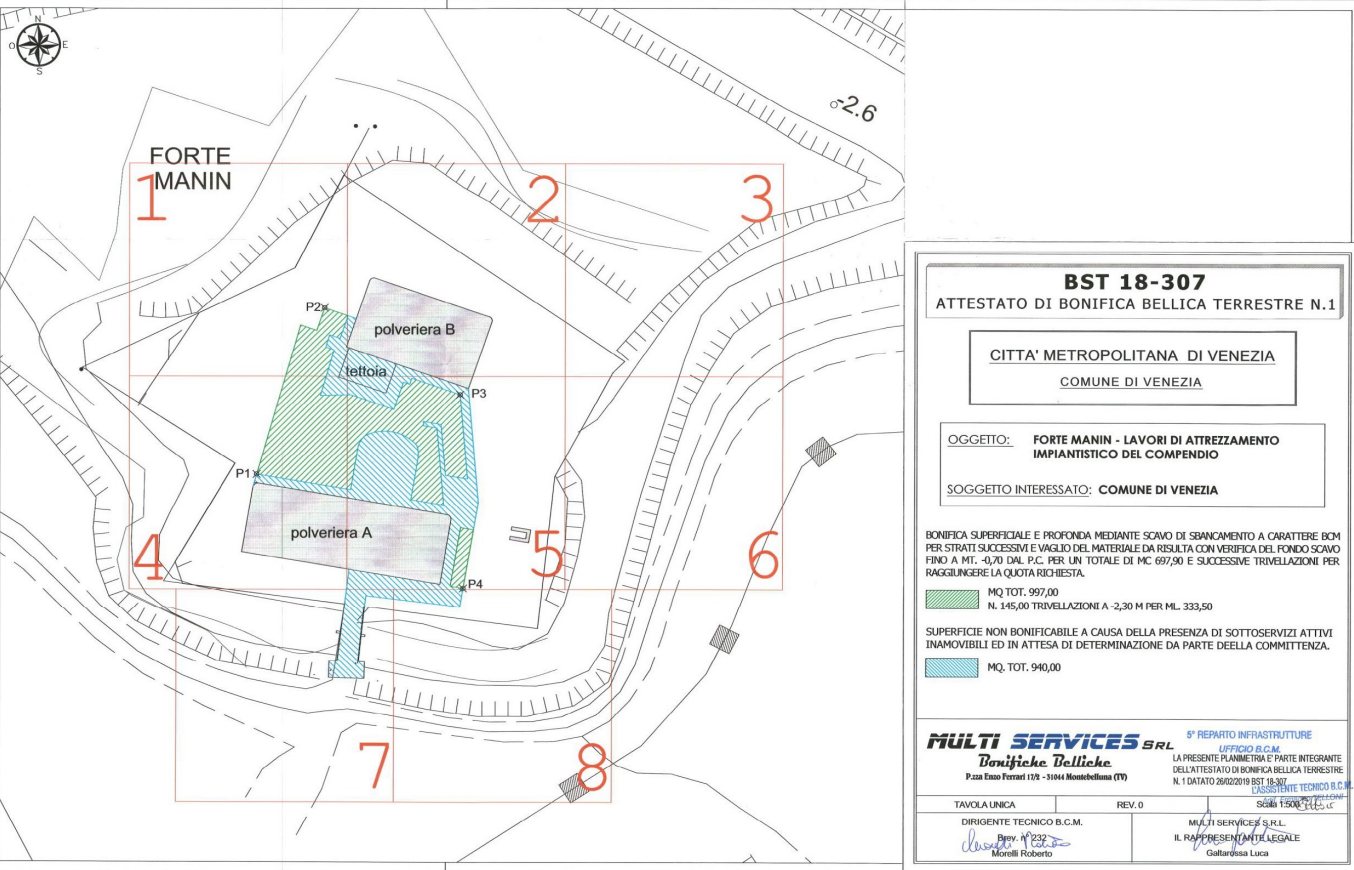 N
O
E
S
-2.6
FORTE
MANIN
1
2
3
P2
polveriera B
tettoia
P3
P1
polveriera A
4
5
6
P4
7
8
BST 18-307
ATTESTATO DI BONIFICA BELLICA TERRESTRE N.1
CITTA' METROPOLITANA DI VENEZIA
COMUNE DI VENEZIA
OGGETTO: FORTE MANIN - LAVORI DI ATTREZZAMENTO
IMPIANTISTICO DEL COMPENDIO
SOGGETTO INTERESSATO: COMUNE DI VENEZIA
BONIFICA SUPERFICIALE E PROFONDA MEDIANTE SCAVO DI SBANCAMENTO A CARATTERE BCM
PER STRATI SUCCESSIVI E VAGLIO DEL MATERIALE DA RISULTA CON VERIFICA DEL FONDO SCAVO
FINO A MT. -0,70 DAL P.C. PER UN TOTALE DI MC 697,90 E SUCCESSIVE TRIVELLAZIONI PER
RAGGIUNGERE LA QUOTA RICHIESTA.
MQ TOT. 997,00
N. 145,00 TRIVELLAZIONI A -2,30 M PER ML. 333,50
SUPERFICIE NON BONIFICABILE A CAUSA DELLA PRESENZA DI SOTTOSERVIZI ATTIVI
INAMOVIBILI ED IN ATTESA DI DETERMINAZIONE DA PARTE DEELLA COMMITTENZA.
MQ. TOT. 940,00
MULTI SERVICES SRL
Bonifiche Belliche
P.zza Enzo Ferrari 17/2 - 31044 Montebelluna (TV)
5° REPARTO INFRASTRUTTURE
UFFICIO B.C.M.
LA PRESENTE PLANIMETRIA E' PARTE INTEGRANTE
DELL'ATTESTATO DI BONIFICA BELLICA TERRESTRE
N. 1 DATATO 26/02/2019 BST 18-307
L'ASSISTENTE TECNICO B.C.M.
TAVOLA UNICA
REV. 0
Scala 1:500
DIRIGENTE TECNICO B.C.M.
Brev. n° 232
Morelli Roberto
MULTI SERVICES S.R.L.
IL RAPPRESENTANTE LEGALE
Galtarossa Luca